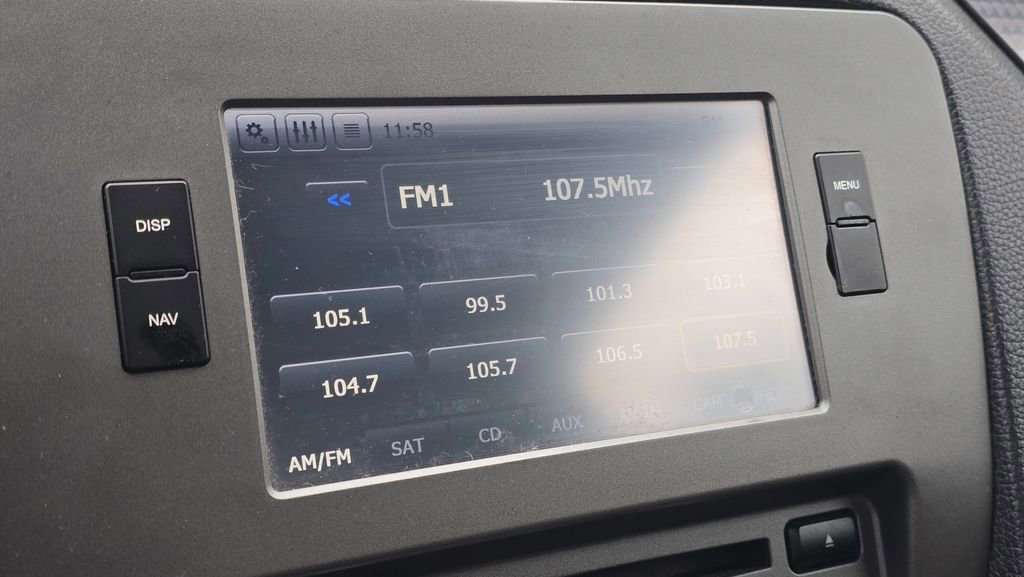 11:58
DISP
NAV
MENU
<<
FM1 107.5Mhz
105.1 99.5 101.3 103.1
104.7 105.7 106.5 107.5
AM/FM SAT CD AUX CAM